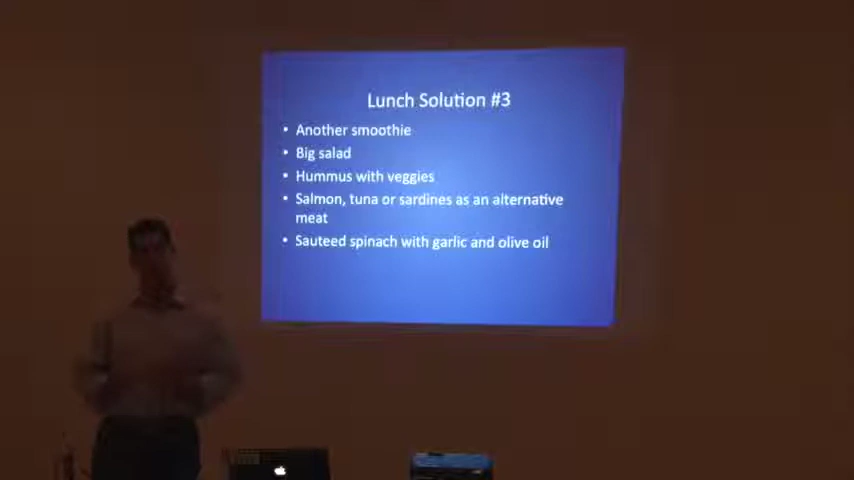 Lunch Solution #3
• Another smoothie
• Big salad
• Hummus with veggies
• Salmon, tuna or sardines as an alternative
meat
• Sauteed spinach with garlic and olive oil